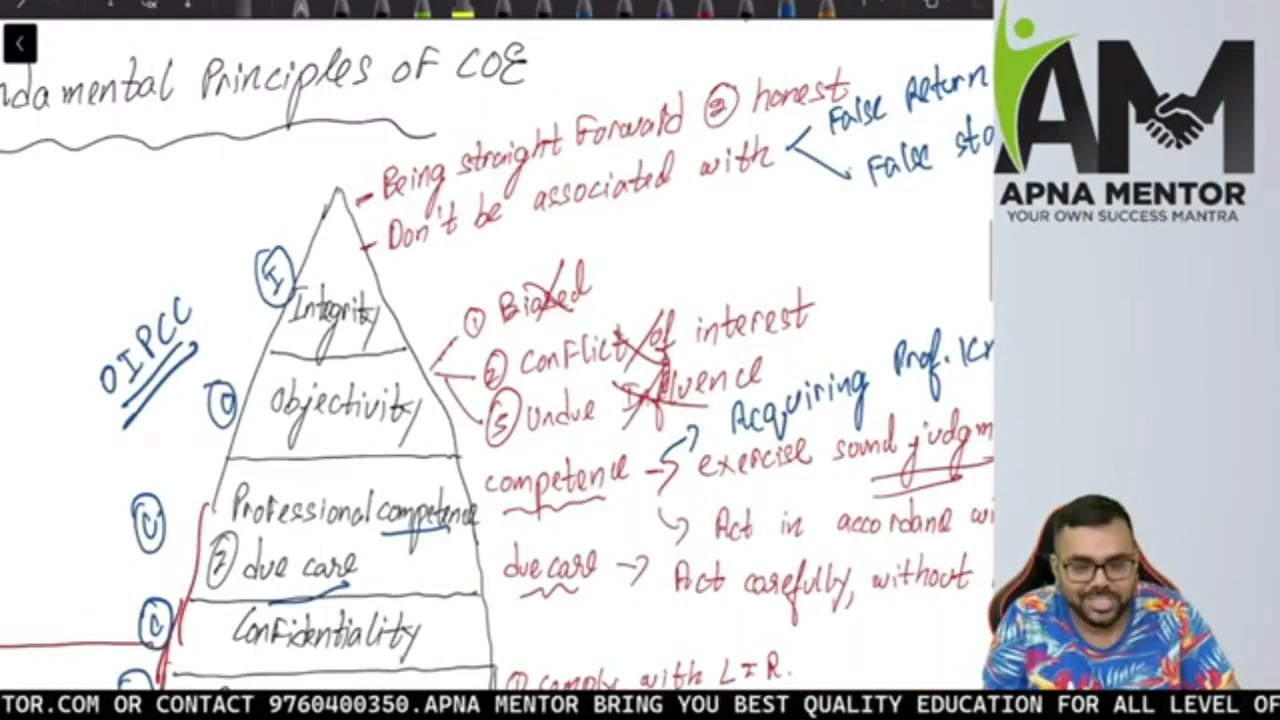 ndamental Principles of COE
- Being straight forward & honest
- Don't be associated with
False Return
False sto
I
Integrity
OIPCC
① Biased
② conflict of interest
③ Undue Influence
O
Objectivity
Acquiring Prof. Kn
competence → exercise sound judgm
C
Professional competence
& due care
→ Act in accordance wi
due care → Act carefully, without
C
Confidentiality
① comply with L & R.
AM
APNA MENTOR
YOUR OWN SUCCESS MANTRA
TOR.COM OR CONTACT 9760400350.APNA MENTOR BRING YOU BEST QUALITY EDUCATION FOR ALL LEVEL OF